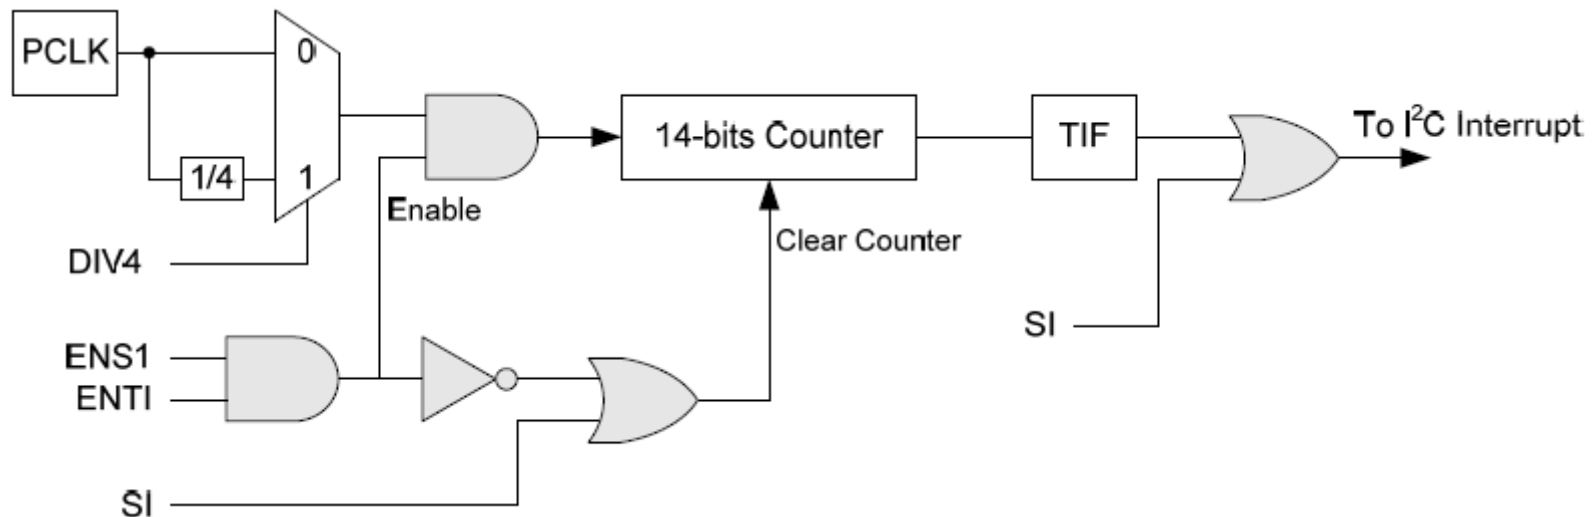 PCLK
0
1/4
1
14-bits Counter
TIF
To I²C Interrupt
Enable
Clear Counter
DIV4
SI
ENS1
ENTI
SI